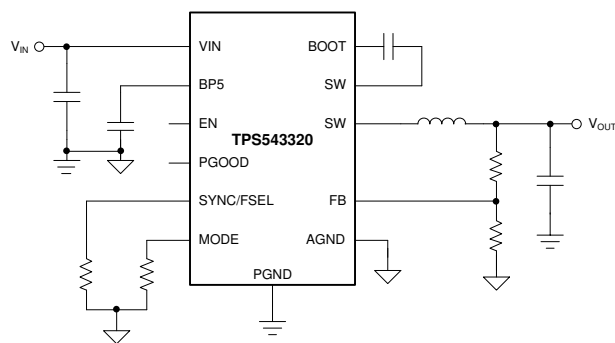 VIN
VIN
BOOT
BP5
SW
EN
SW
VOUT
TPS543320
PGOOD
SYNC/FSEL
FB
MODE
AGND
PGND